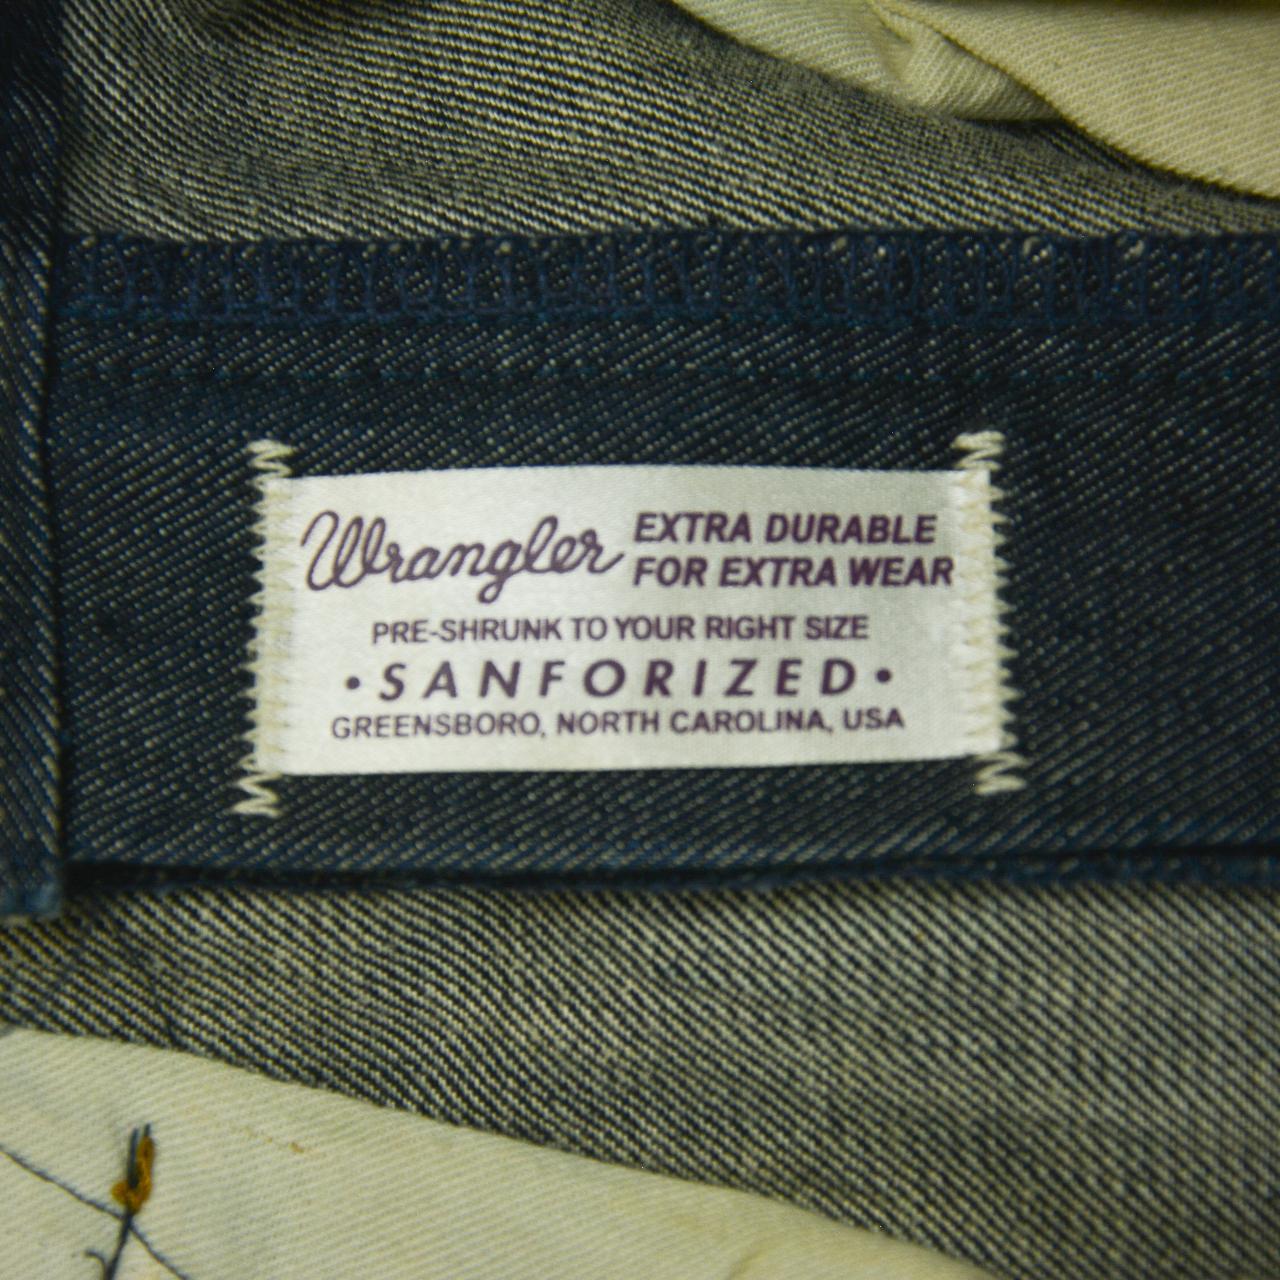 Wrangler
EXTRA DURABLE
FOR EXTRA WEAR
PRE-SHRUNK TO YOUR RIGHT SIZE
• SANFORIZED •
GREENSBORO, NORTH CAROLINA, USA